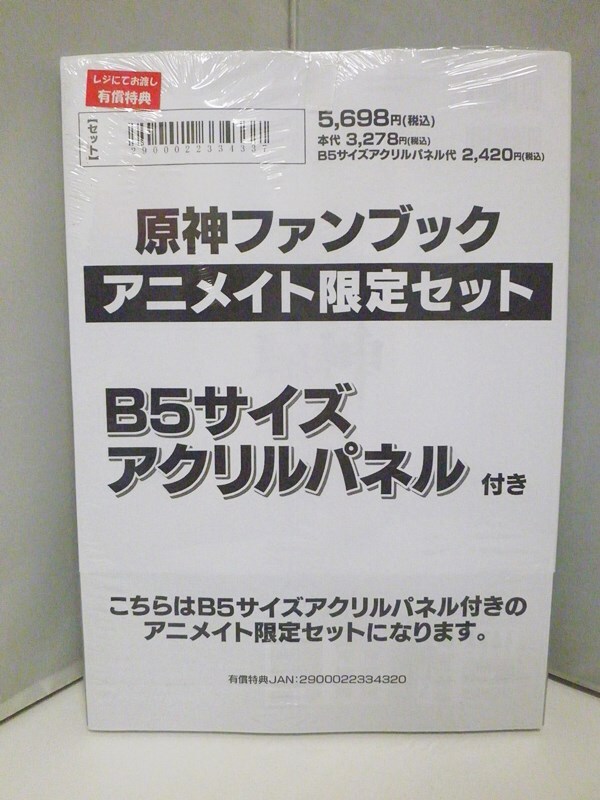 レジにてお渡し
有償特典
【セット】
5,698円(税込)
本代 3,278円(税込)
B5サイズアクリルパネル代 2,420円(税込)
原神ファンブック
アニメイト限定セット
B5サイズ
アクリルパネル 付き
こちらはB5サイズアクリルパネル付きの
アニメイト限定セットになります。
有償特典JAN:2900022334320